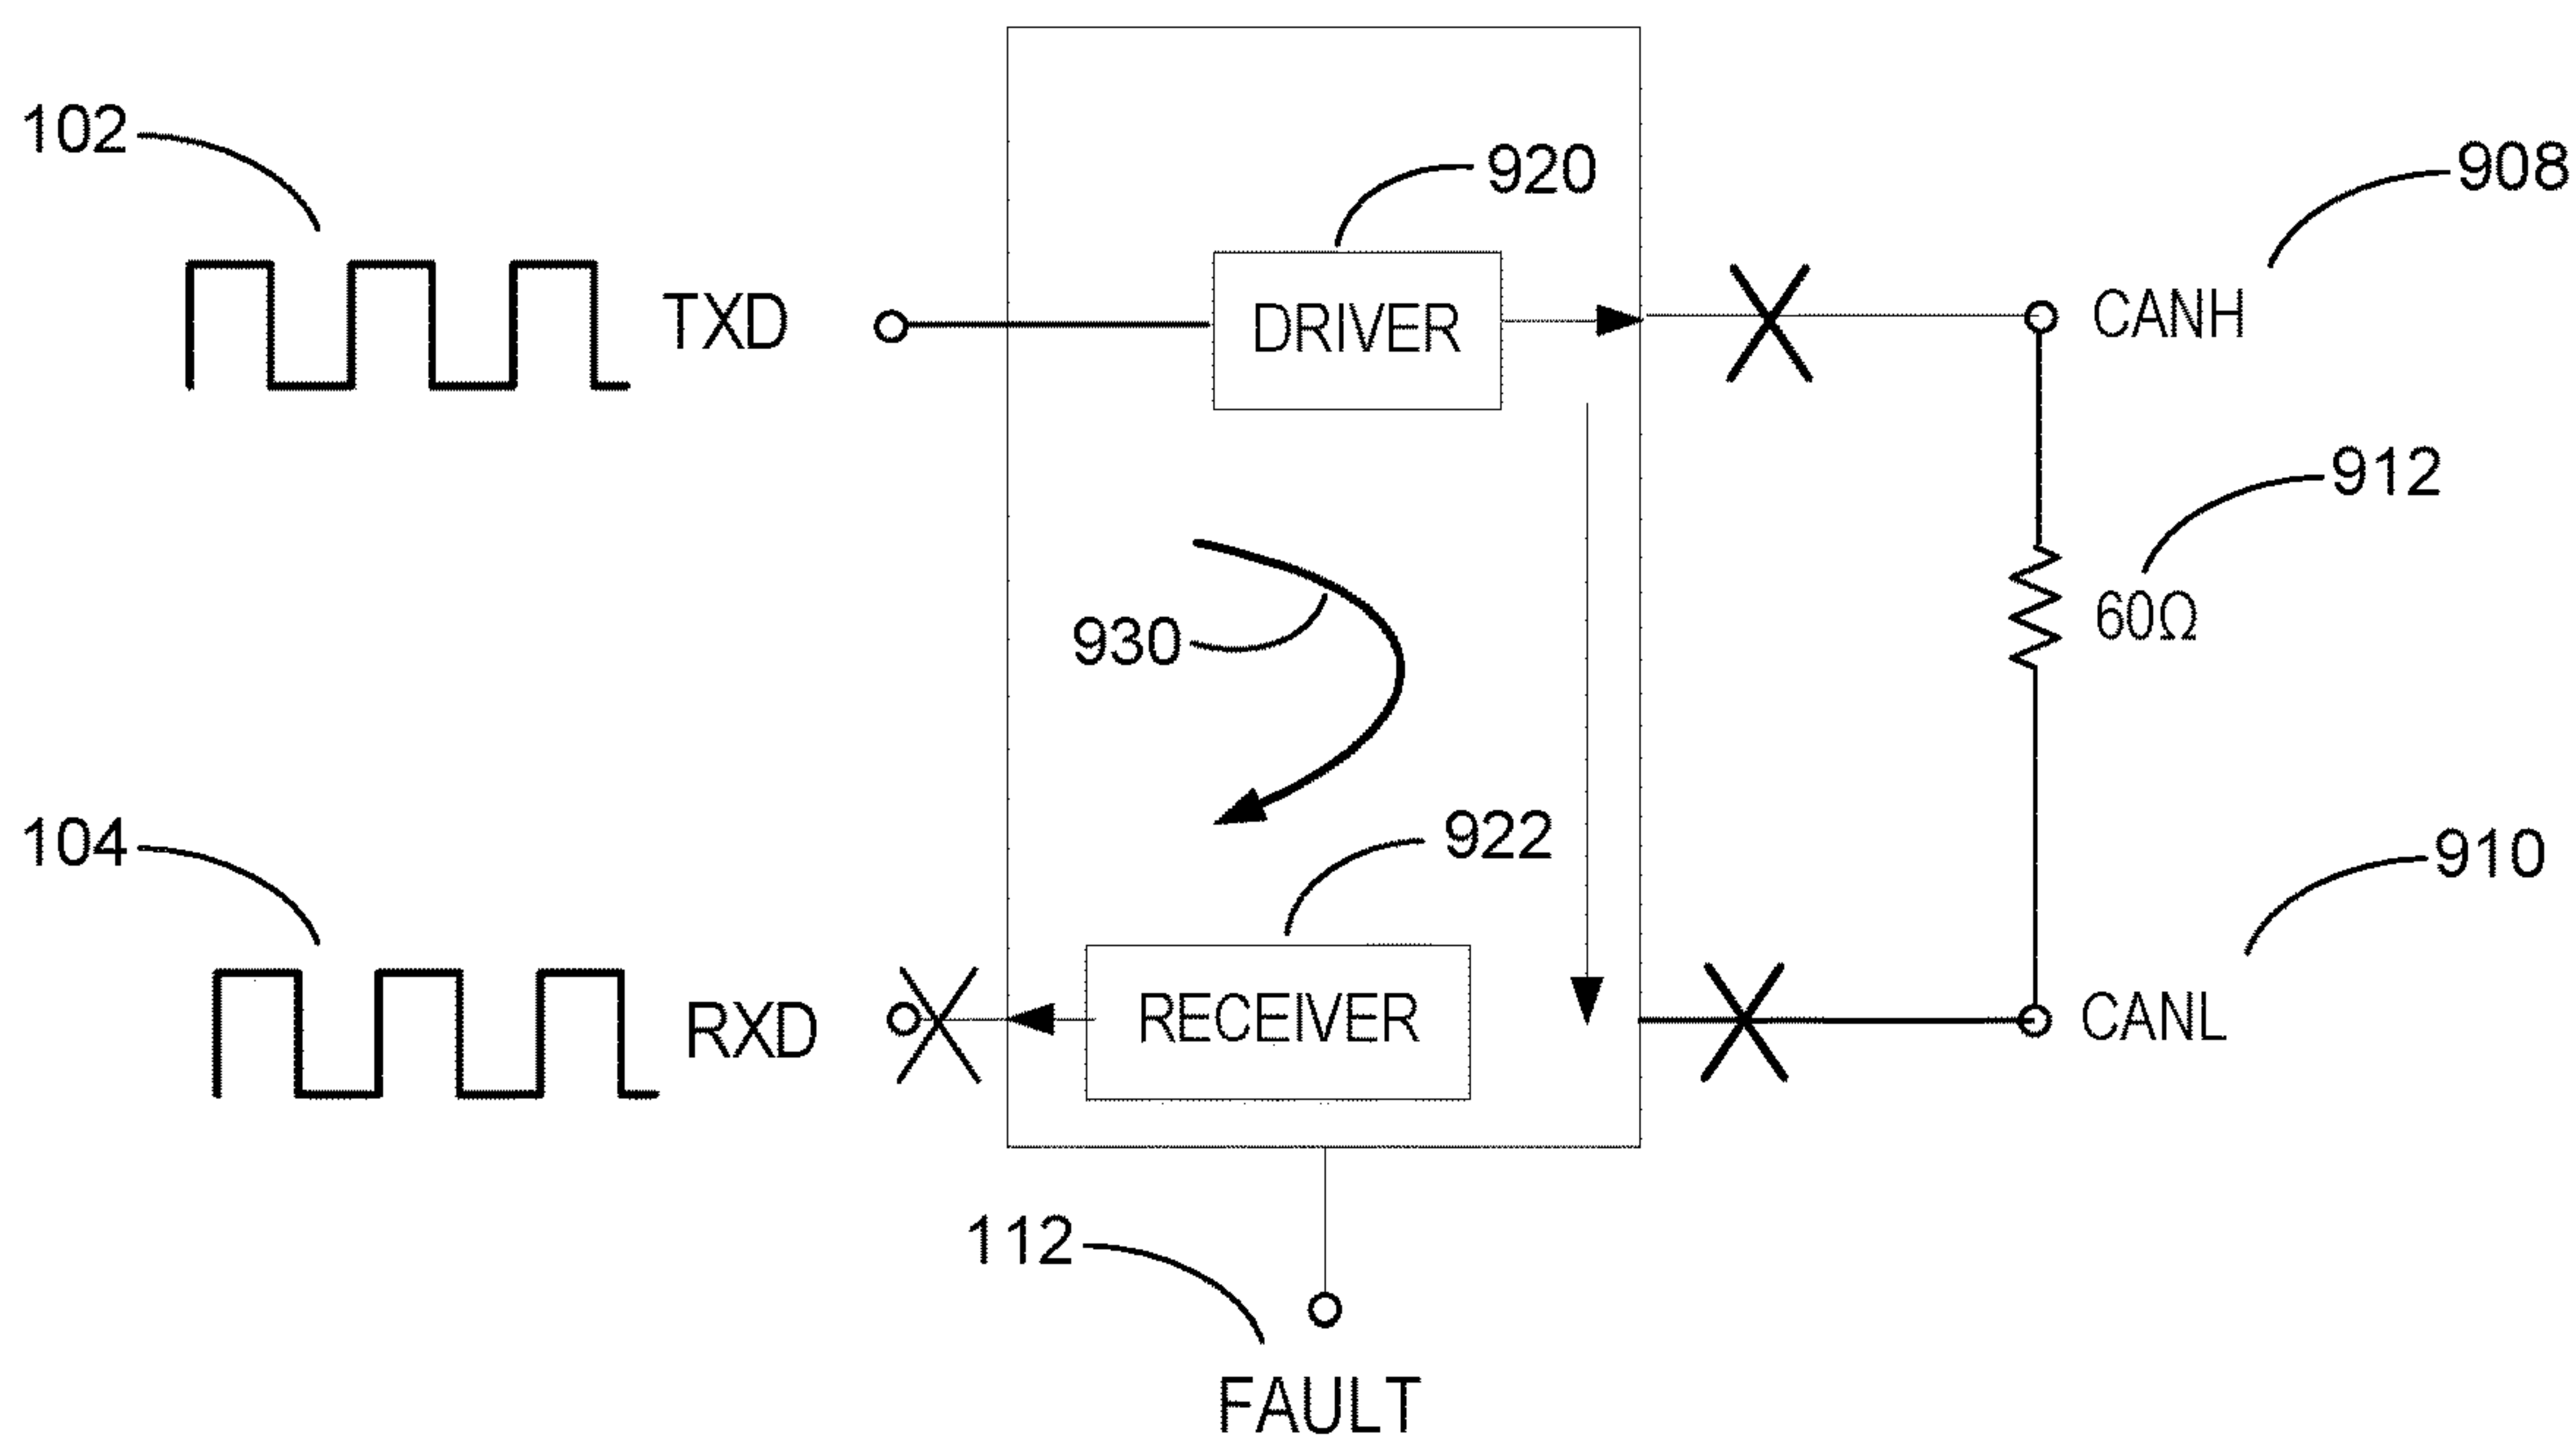 102
920
908
TXD
DRIVER
CANH
912
60Ω
930
104
922
910
RXD
RECEIVER
CANL
112
FAULT